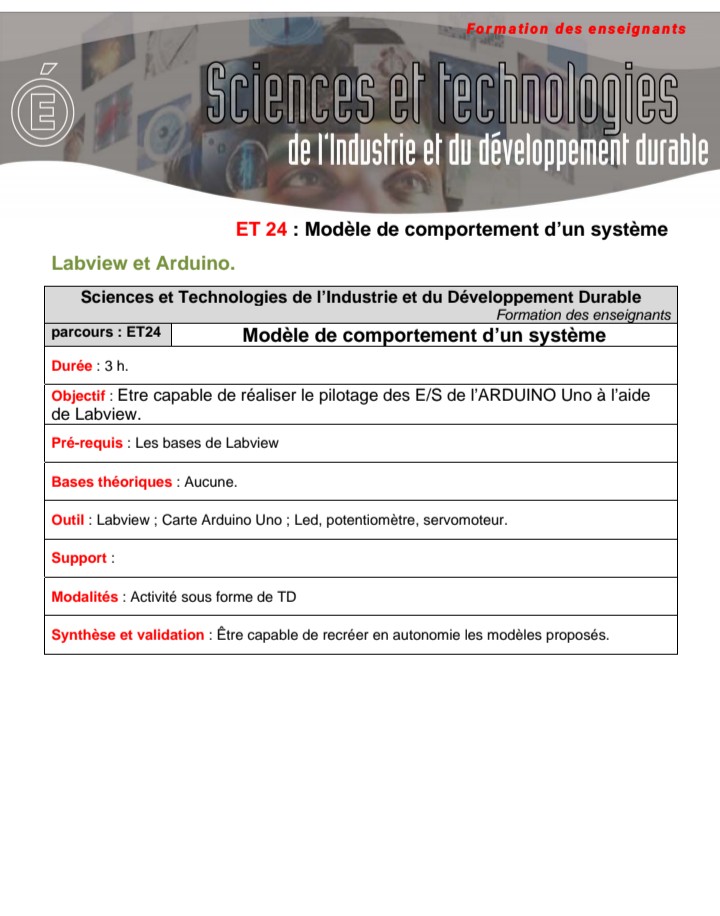 Formation des enseignants
É
Sciences et technologies
de l'Industrie et du développement durable
ET 24 : Modèle de comportement d’un système
Labview et Arduino.
Sciences et Technologies de l’Industrie et du Développement Durable
Formation des enseignants
parcours : ET24
Modèle de comportement d’un système
Durée : 3 h.
Objectif : Etre capable de réaliser le pilotage des E/S de l’ARDUINO Uno à l’aide
de Labview.
Pré-requis : Les bases de Labview
Bases théoriques : Aucune.
Outil : Labview ; Carte Arduino Uno ; Led, potentiomètre, servomoteur.
Support :
Modalités : Activité sous forme de TD
Synthèse et validation : Être capable de recréer en autonomie les modèles proposés.